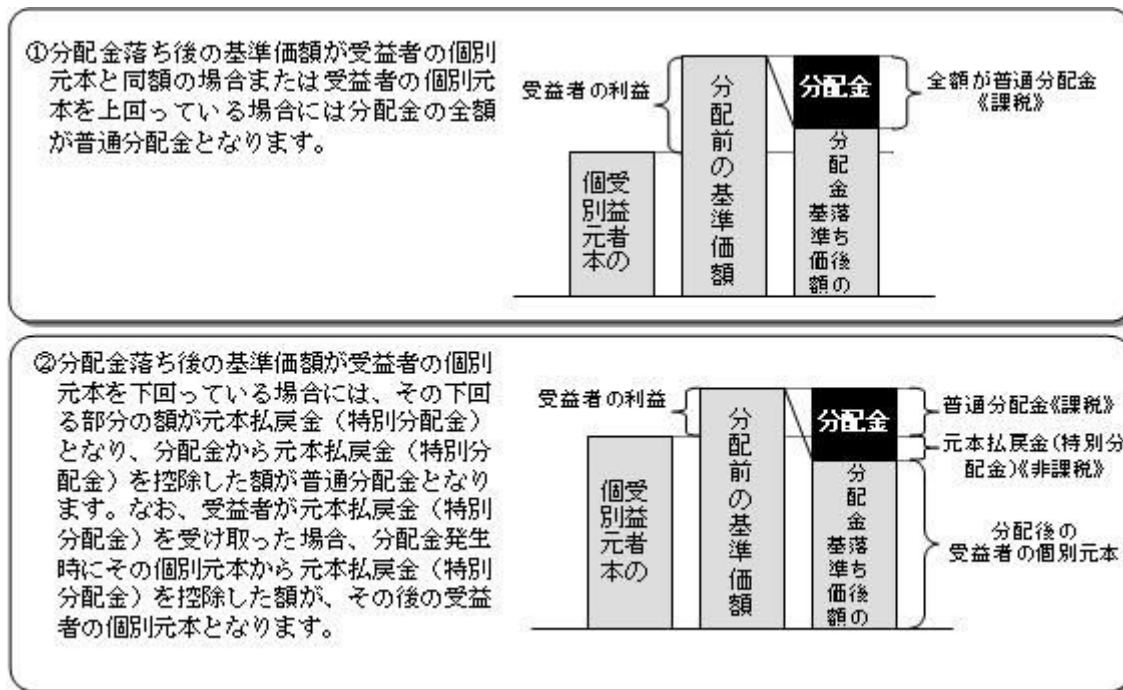 ①分配金落ち後の基準価額が受益者の個別
元本と同額の場合または受益者の個別元
本を上回っている場合には分配金の全額
が普通分配金となります。
受益者の利益
受益者の
個別元本
分配前の基準価額
分配金
分配金落ち後の
基準価額
全額が普通分配金
《課税》
②分配金落ち後の基準価額が受益者の個別
元本を下回っている場合には、その下回
る部分の額が元本払戻金（特別分配金）
となり、分配金から元本払戻金（特別分
配金）を控除した額が普通分配金となり
ます。なお、受益者が元本払戻金（特別
分配金）を受け取った場合、分配金発生
時にその個別元本から元本払戻金（特別
分配金）を控除した額が、その後の受益
者の個別元本となります。
受益者の利益
受益者の
個別元本
分配前の基準価額
分配金
分配金落ち後の
基準価額
普通分配金《課税》
元本払戻金(特別分
配金)《非課税》
分配後の
受益者の個別元本